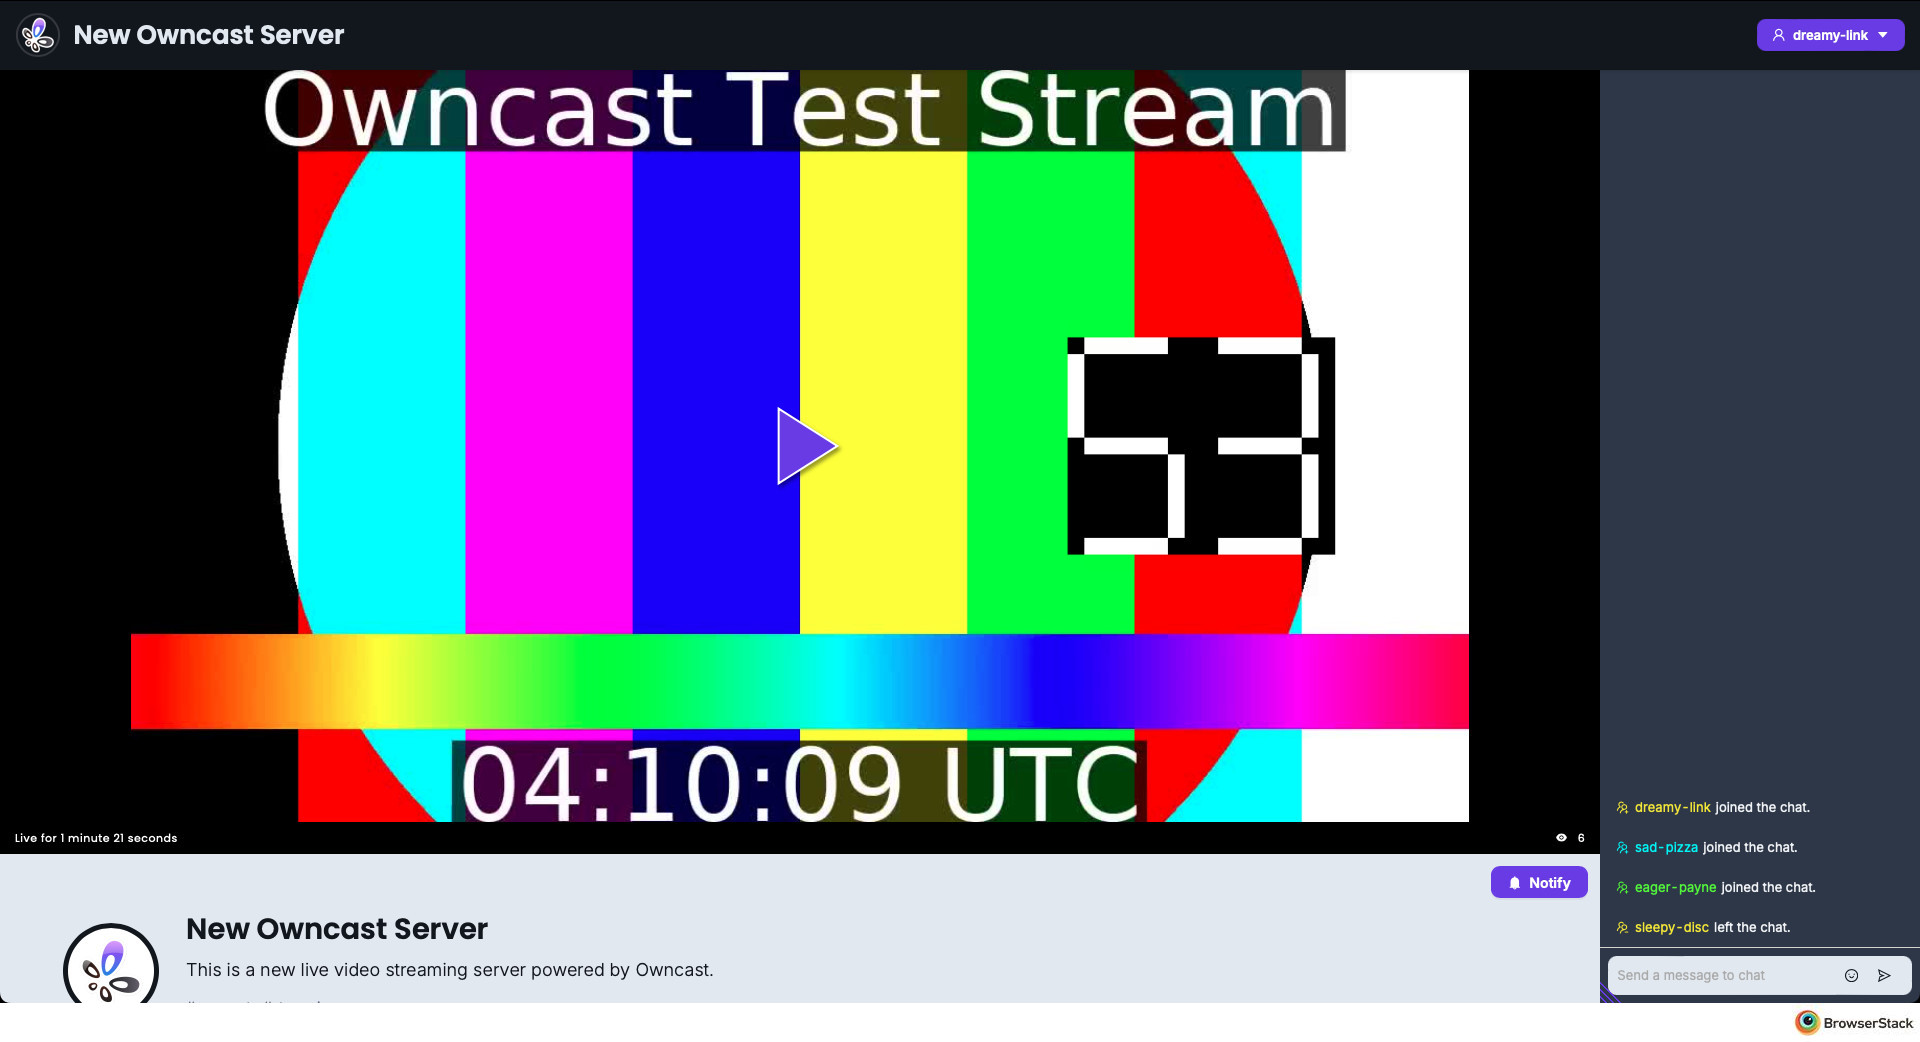 New Owncast Server
dreamy-link
Owncast Test Stream
53
04:10:09 UTC
Live for 1 minute 21 seconds
6
Notify
New Owncast Server
This is a new live video streaming server powered by Owncast.
dreamy-link joined the chat.
sad-pizza joined the chat.
eager-payne joined the chat.
sleepy-disc left the chat.
Send a message to chat
BrowserStack